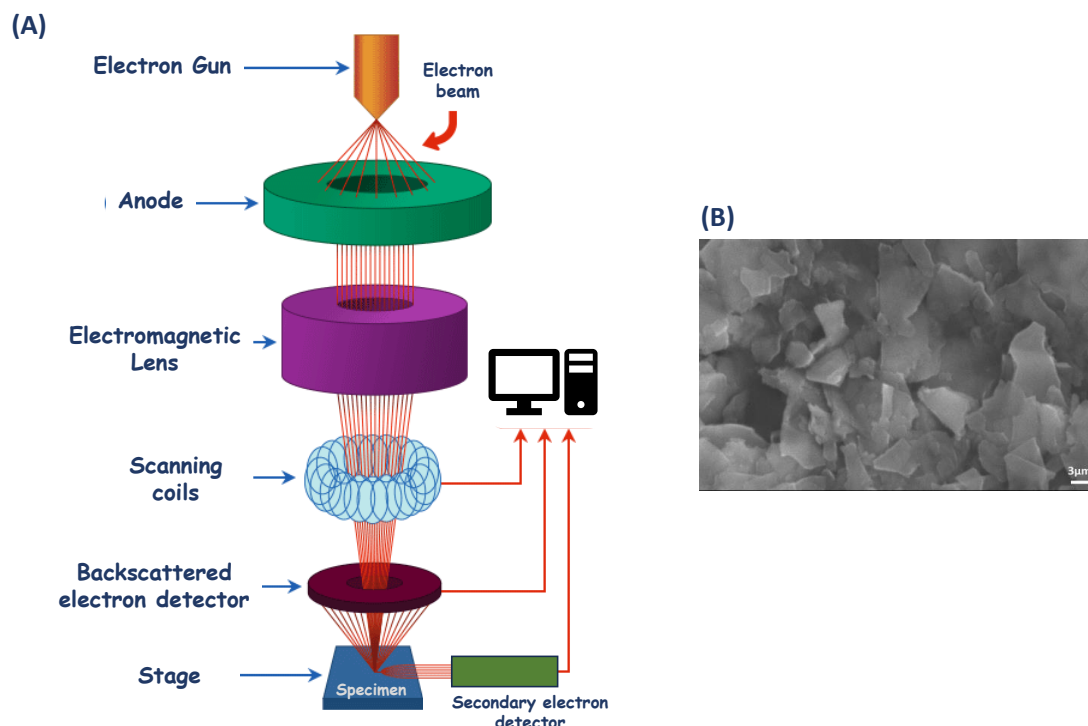 (A)
Electron Gun
Electron
beam
Anode
(B)
Electromagnetic
Lens
3μm
Scanning
coils
Backscattered
electron detector
Stage
Specimen
Secondary electron
detector